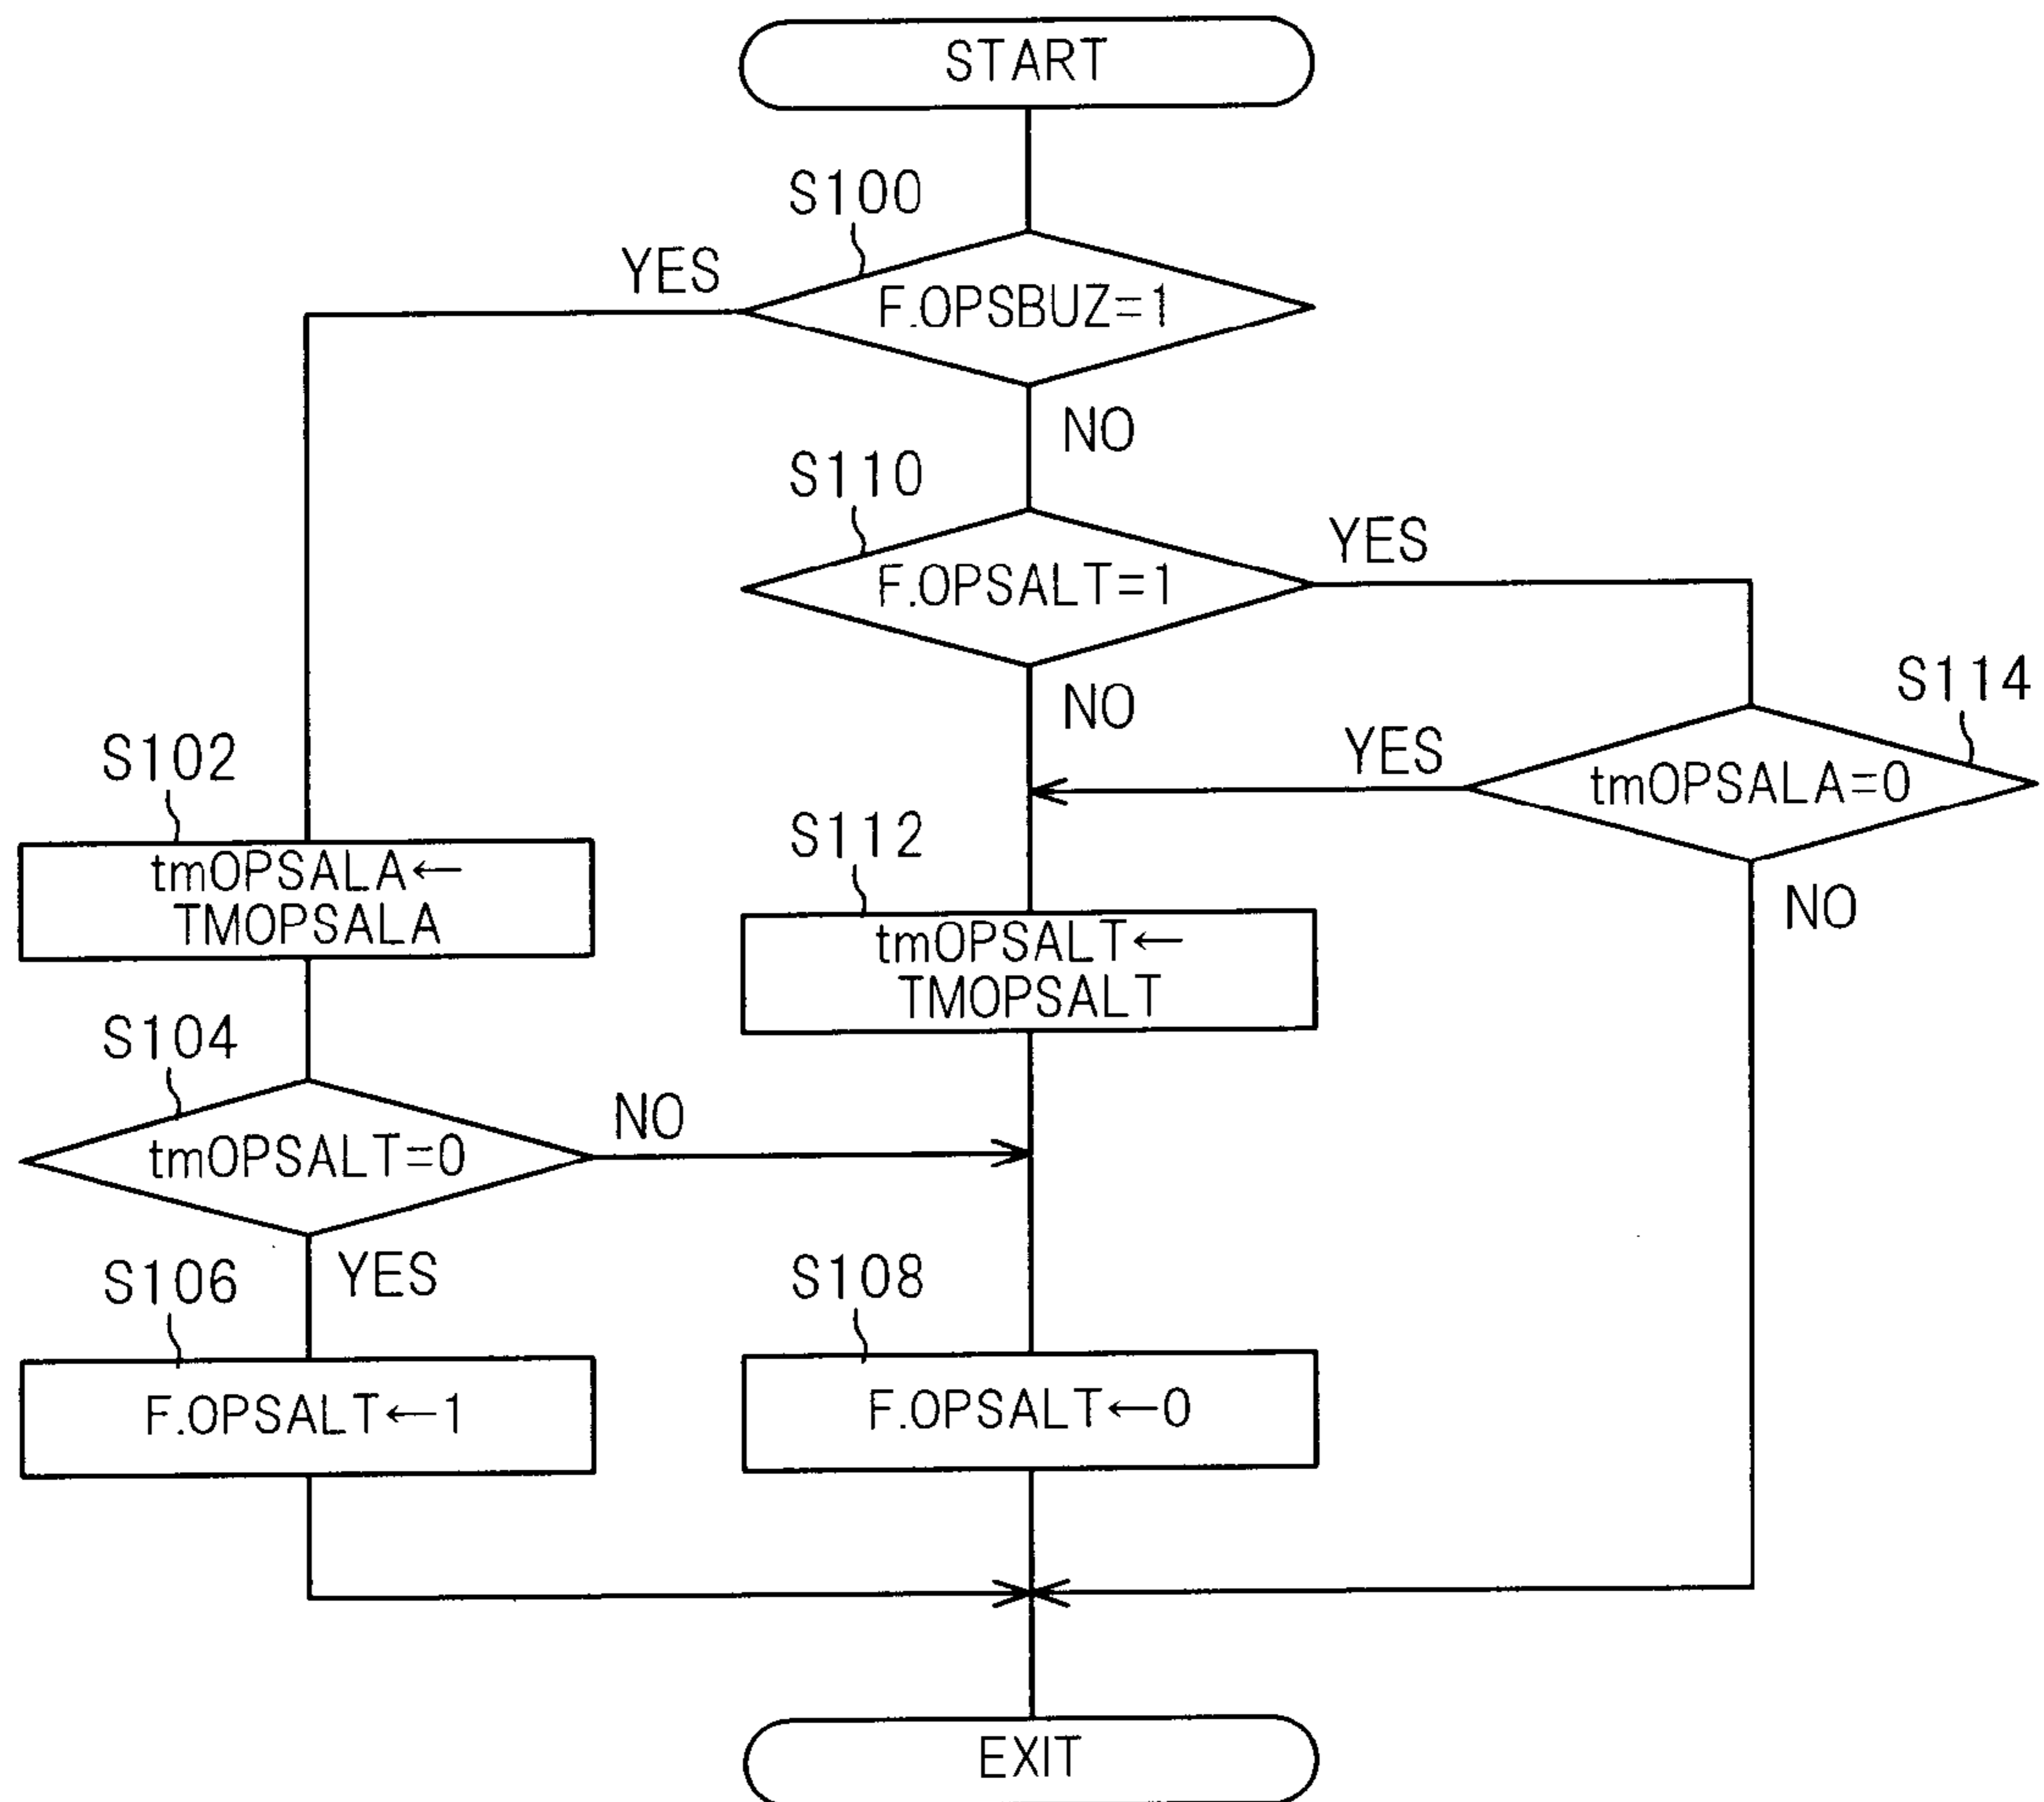 START
S100
YES
F.OPSBUZ=1
NO
S110
YES
F.OPSALT=1
NO
S114
YES
tmOPSALA=0
NO
S102
tmOPSALA←
TMOPSALA
S112
tmOPSALT←
TMOPSALT
S104
NO
tmOPSALT=0
YES
S106
F.OPSALT←1
S108
F.OPSALT←0
EXIT